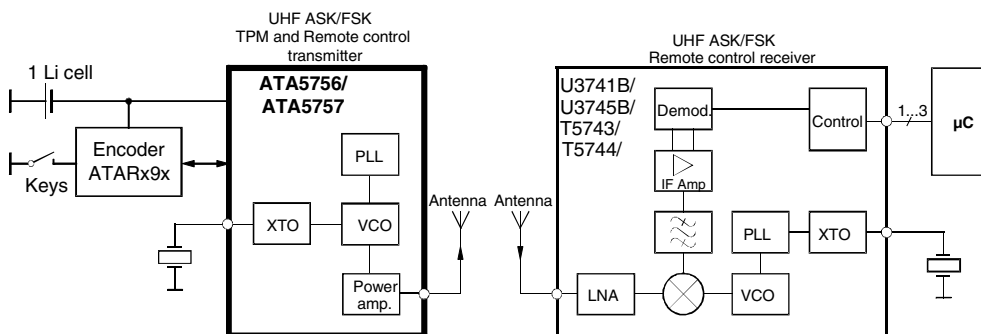 UHF ASK/FSK
TPM and Remote control
transmitter
1 Li cell
ATA5756/
ATA5757
Encoder
ATARx9x
Keys
PLL
XTO
VCO
Power
amp.
Antenna
Antenna
UHF ASK/FSK
Remote control receiver
U3741B/
U3745B/
T5743/
T5744/
Demod.
Control
1...3
µC
IF Amp
PLL
XTO
LNA
VCO